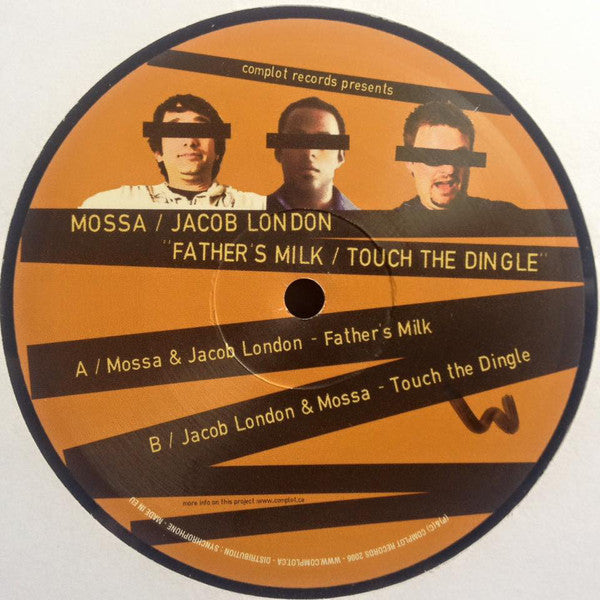 complot records presents
MOSSA / JACOB LONDON
"FATHER'S MILK / TOUCH THE DINGLE"
A / Mossa & Jacob London - Father's Milk
B / Jacob London & Mossa - Touch the Dingle
W
more info on this project :www.complot.ca
(P)&(C) COMPLOT RECORDS 2006 - WWW.COMPLOT.CA - DISTRIBUTION : SYNCHROPHONE - MADE IN EU